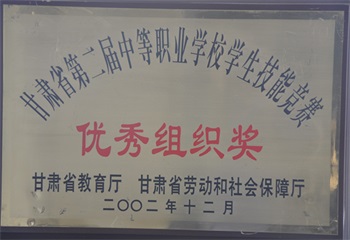 甘肃省第二届中等职业学校学生技能竞赛
优秀组织奖
甘肃省教育厅 甘肃省劳动和社会保障厅
二〇〇二年十二月